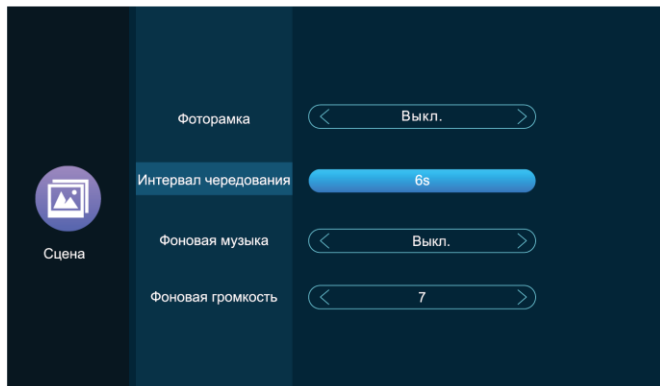 Фоторамка
Выкл.
Интервал чередования
6s
Сцена
Фоновая музыка
Выкл.
Фоновая громкость
7